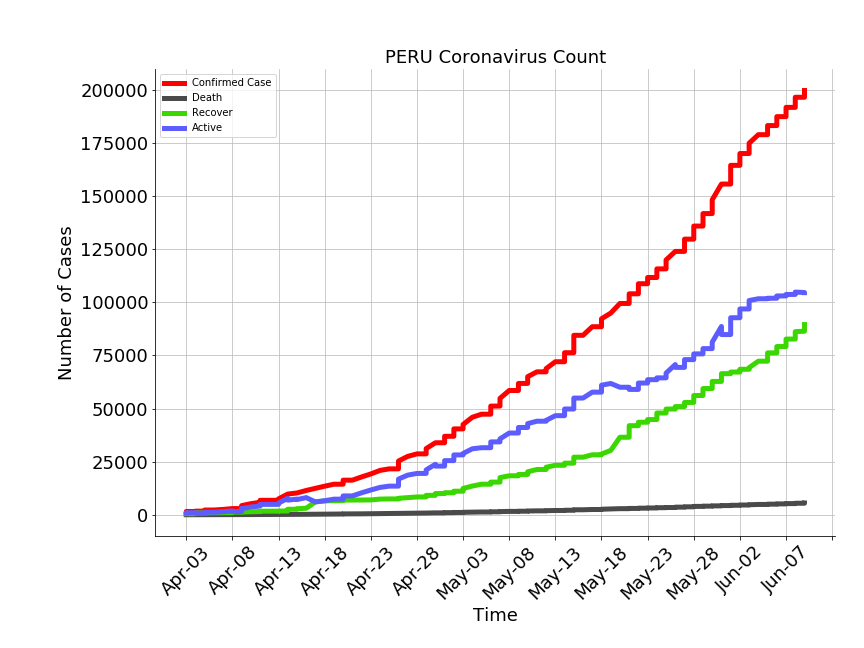 PERU Coronavirus Count
Confirmed Case
Death
Recover
Active
200000
175000
150000
125000
100000
75000
50000
25000
0
Number of Cases
Apr-03
Apr-08
Apr-13
Apr-18
Apr-23
Apr-28
May-03
May-08
May-13
May-18
May-23
May-28
Jun-02
Jun-07
Time